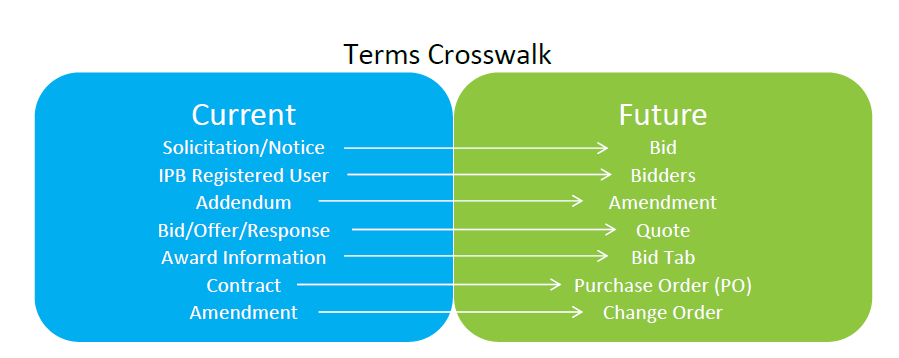 Terms Crosswalk
Current Future
Solicitation/Notice Bid
IPB Registered User Bidders
Addendum Amendment
Bid/Offer/Response Quote
Award Information Bid Tab
Contract Purchase Order (PO)
Amendment Change Order